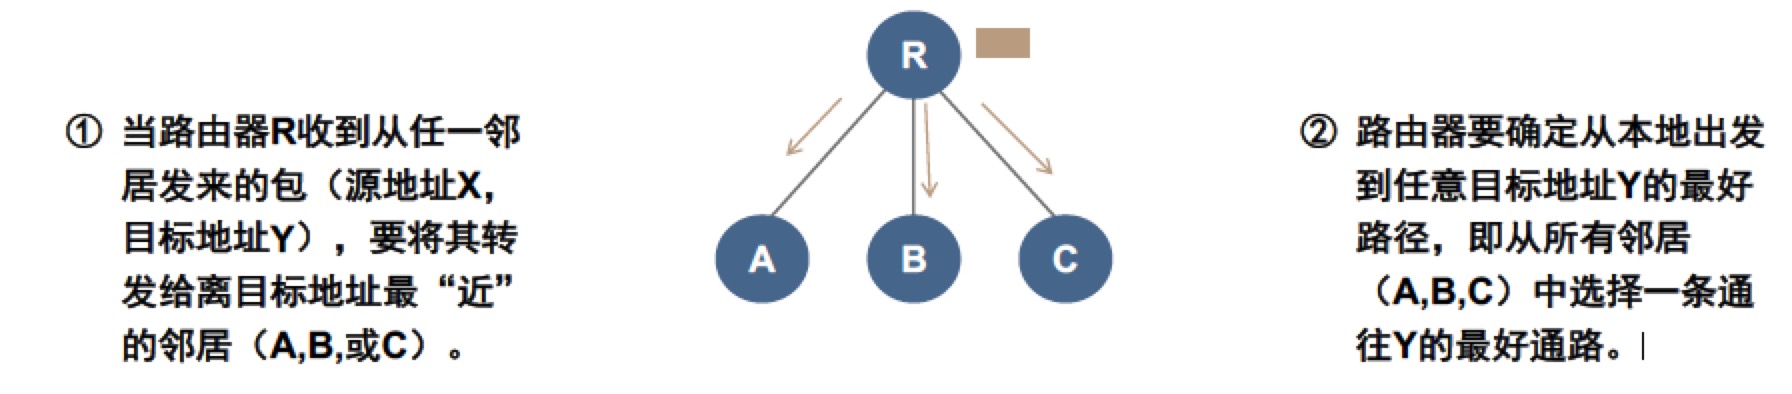 ① 当路由器R收到从任一邻
居发来的包（源地址X，
目标地址Y），要将其转
发给离目标地址最“近”
的邻居（A,B,或C）。
R
A
B
C
② 路由器要确定从本地出发
到任意目标地址Y的最好
路径，即从所有邻居
（A,B,C）中选择一条通
往Y的最好通路。